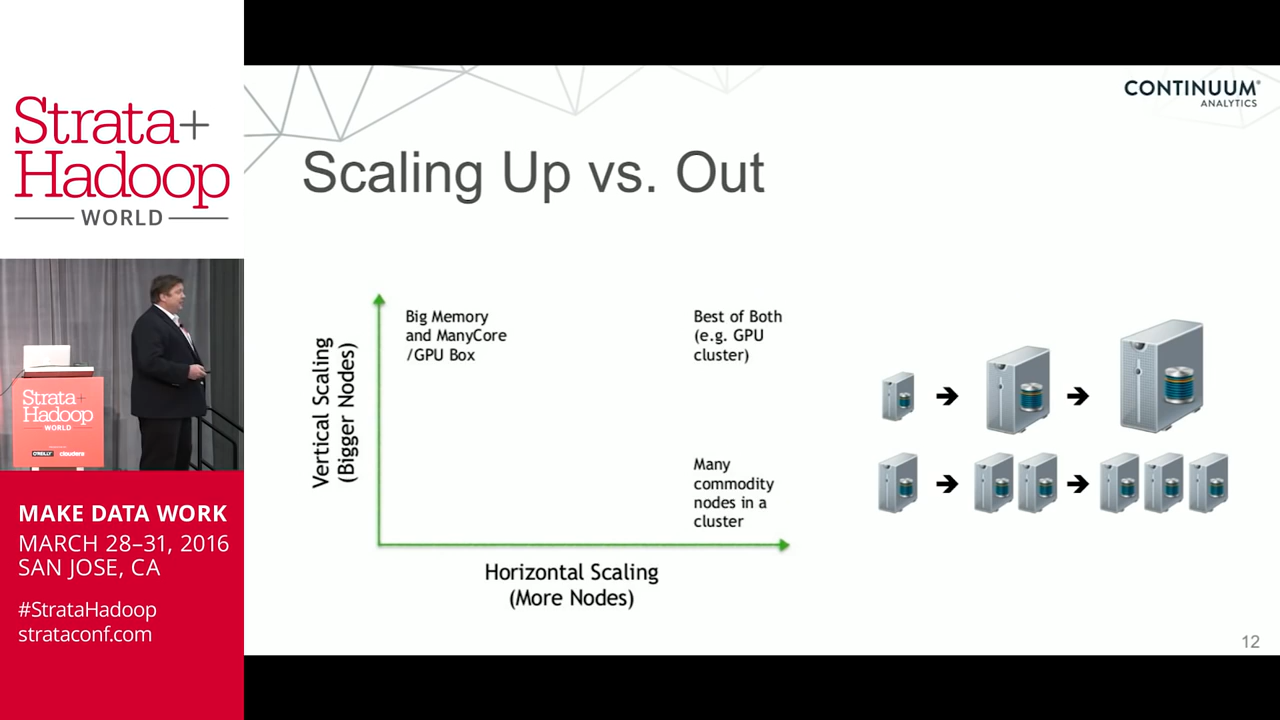 Strata+
Hadoop
WORLD
Strata+
Hadoop
WORLD
O'REILLY
cloudera
MAKE DATA WORK
MARCH 28–31, 2016
SAN JOSE, CA
#StrataHadoop
strataconf.com
CONTINUUM®
ANALYTICS
Scaling Up vs. Out
Vertical Scaling
(Bigger Nodes)
Big Memory
and ManyCore
/GPU Box
Best of Both
(e.g. GPU
cluster)
Many
commodity
nodes in a
cluster
Horizontal Scaling
(More Nodes)
12